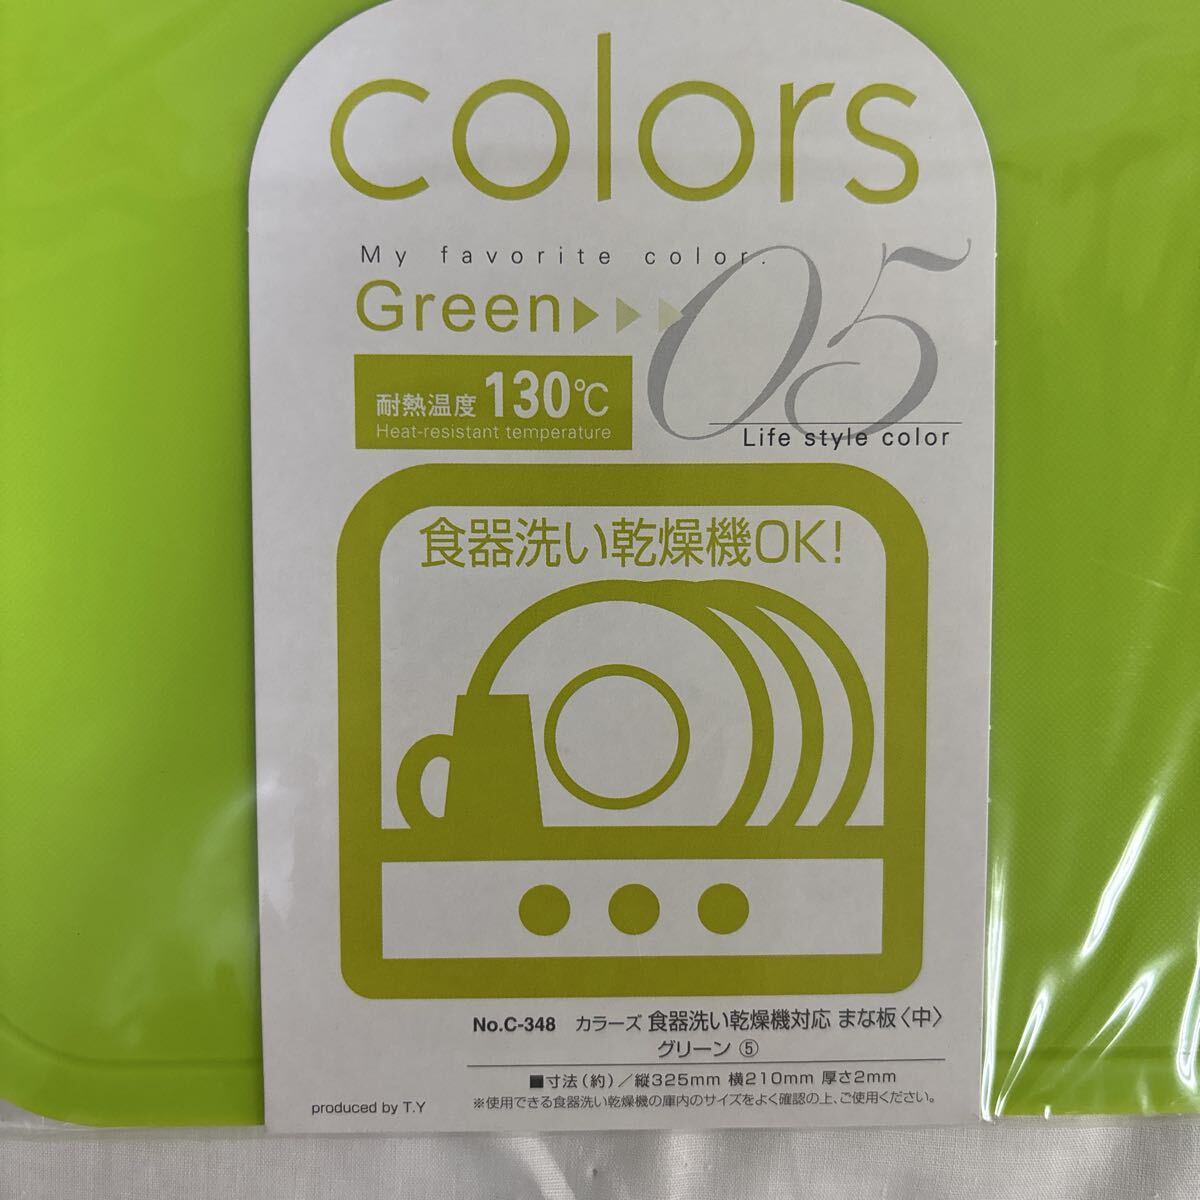 colors
My favorite color.
Green
05
耐熱温度 130℃
Heat-resistant temperature
Life style color
食器洗い乾燥機OK!
No.C-348 カラーズ 食器洗い乾燥機対応 まな板〈中〉
グリーン ⑤
■寸法(約)/縦325mm 横210mm 厚さ2mm
produced by T.Y
※使用できる食器洗い乾燥機の庫内のサイズをよく確認の上、ご使用ください。